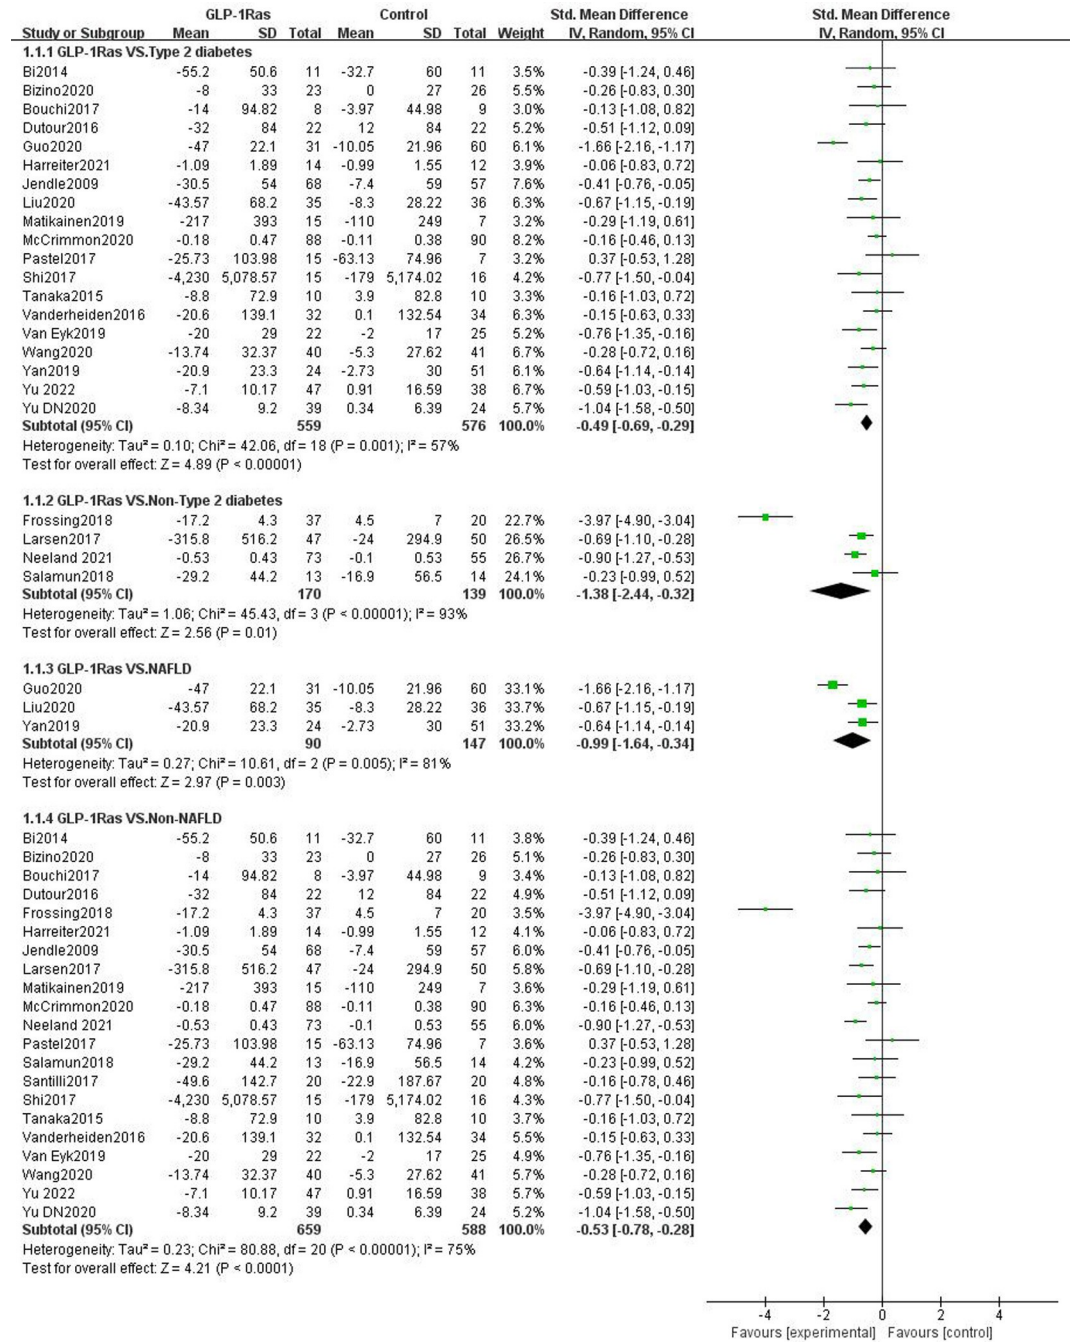 GLP-1Ras Control Std. Mean Difference Std. Mean Difference
Study or Subgroup Mean SD Total Mean SD Total Weight IV, Random, 95% CI IV, Random, 95% CI
1.1.1 GLP-1Ras VS.Type 2 diabetes
Bi2014 -55.2 50.6 11 -32.7 60 11 3.5% -0.39 [-1.24, 0.46]
Bizino2020 -8 33 23 0 27 26 5.5% -0.26 [-0.83, 0.30]
Bouchi2017 -14 94.82 8 -3.97 44.98 9 3.0% -0.13 [-1.08, 0.82]
Dutour2016 -32 84 22 12 84 22 5.2% -0.51 [-1.12, 0.09]
Guo2020 -47 22.1 31 -10.05 21.96 60 6.1% -1.66 [-2.16, -1.17]
Harreiter2021 -1.09 1.89 14 -0.99 1.55 12 4.0% -0.06 [-0.83, 0.72]
Jendle2009 -30.5 54 68 -7.4 59 57 7.6% -0.41 [-0.76, -0.05]
Liu2020 -43.57 68.2 35 -8.3 28.22 36 6.3% -0.67 [-1.15, -0.19]
Matikainen2019 -217 393 15 -110 249 7 3.2% -0.29 [-1.19, 0.61]
McCrimmon2020 -0.18 0.47 88 -0.11 0.38 90 8.2% -0.16 [-0.46, 0.13]
Pastel2017 -25.73 103.98 15 -63.13 74.96 7 3.2% 0.37 [-0.53, 1.28]
Shi2017 -4,230 5,078.57 15 -179 5,174.02 16 4.2% -0.77 [-1.50, -0.04]
Tanaka2015 -8.8 72.9 10 3.9 82.8 10 3.4% -0.16 [-1.03, 0.72]
Vanderheiden2016 -20.6 139.1 32 0.1 132.54 34 6.3% -0.15 [-0.63, 0.33]
Van Eyk2019 -20 29 22 -2 17 25 5.3% -0.76 [-1.35, -0.16]
Wang2020 -13.74 32.37 40 -5.3 27.62 41 6.7% -0.28 [-0.72, 0.16]
Yan2019 -20.9 23.3 24 -2.73 30 51 6.1% -0.64 [-1.14, -0.14]
Yu 2022 -7.1 10.17 47 0.91 16.59 38 6.7% -0.59 [-1.03, -0.15]
Yu DN2020 -8.34 9.2 39 0.34 6.39 24 5.7% -1.04 [-1.58, -0.50]
Subtotal (95% CI) 559 576 100.0% -0.49 [-0.69, -0.29]
Heterogeneity: Tau² = 0.10; Chi² = 42.06, df = 18 (P = 0.001); I² = 57%
Test for overall effect: Z = 4.89 (P < 0.00001)
1.1.2 GLP-1Ras VS.Non-Type 2 diabetes
Frossing2018 -17.2 4.3 37 4.5 7 20 22.7% -3.97 [-4.90, -3.04]
Larsen2017 -315.8 516.2 47 -24 294.9 50 26.5% -0.69 [-1.10, -0.28]
Neeland 2021 -0.53 0.43 73 -0.1 0.53 55 26.7% -0.90 [-1.27, -0.53]
Salamun2018 -29.2 44.2 13 -16.9 56.5 14 24.1% -0.23 [-0.99, 0.52]
Subtotal (95% CI) 170 139 100.0% -1.38 [-2.44, -0.32]
Heterogeneity: Tau² = 1.06; Chi² = 45.43, df = 3 (P < 0.00001); I² = 93%
Test for overall effect: Z = 2.56 (P = 0.01)
1.1.3 GLP-1Ras VS.NAFLD
Guo2020 -47 22.1 31 -10.05 21.96 60 33.1% -1.66 [-2.16, -1.17]
Liu2020 -43.57 68.2 35 -8.3 28.22 36 33.7% -0.67 [-1.15, -0.19]
Yan2019 -20.9 23.3 24 -2.73 30 51 33.2% -0.64 [-1.14, -0.14]
Subtotal (95% CI) 90 147 100.0% -0.99 [-1.64, -0.34]
Heterogeneity: Tau² = 0.27; Chi² = 10.61, df = 2 (P = 0.005); I² = 81%
Test for overall effect: Z = 2.97 (P = 0.003)
1.1.4 GLP-1Ras VS.Non-NAFLD
Bi2014 -55.2 50.6 11 -32.7 60 11 3.8% -0.39 [-1.24, 0.46]
Bizino2020 -8 33 23 0 27 26 5.1% -0.26 [-0.83, 0.30]
Bouchi2017 -14 94.82 8 -3.97 44.98 9 3.4% -0.13 [-1.08, 0.82]
Dutour2016 -32 84 22 12 84 22 4.9% -0.51 [-1.12, 0.09]
Frossing2018 -17.2 4.3 37 4.5 7 20 3.5% -3.97 [-4.90, -3.04]
Harreiter2021 -1.09 1.89 14 -0.99 1.55 12 4.1% -0.06 [-0.83, 0.72]
Jendle2009 -30.5 54 68 -7.4 59 57 6.0% -0.41 [-0.76, -0.05]
Larsen2017 -315.8 516.2 47 -24 294.9 50 5.8% -0.69 [-1.10, -0.28]
Matikainen2019 -217 393 15 -110 249 7 3.6% -0.29 [-1.19, 0.61]
McCrimmon2020 -0.18 0.47 88 -0.11 0.38 90 6.3% -0.16 [-0.46, 0.13]
Neeland 2021 -0.53 0.43 73 -0.1 0.53 55 6.0% -0.90 [-1.27, -0.53]
Pastel2017 -25.73 103.98 15 -63.13 74.96 7 3.6% 0.37 [-0.53, 1.28]
Salamun2018 -29.2 44.2 13 -16.9 56.5 14 4.2% -0.23 [-0.99, 0.52]
Santilli2017 -49.6 142.7 20 -22.9 187.67 20 4.8% -0.16 [-0.78, 0.46]
Shi2017 -4,230 5,078.57 15 -179 5,174.02 16 4.3% -0.77 [-1.50, -0.04]
Tanaka2015 -8.8 72.9 10 3.9 82.8 10 3.7% -0.16 [-1.03, 0.72]
Vanderheiden2016 -20.6 139.1 32 0.1 132.54 34 5.5% -0.15 [-0.63, 0.33]
Van Eyk2019 -20 29 22 -2 17 25 4.9% -0.76 [-1.35, -0.16]
Wang2020 -13.74 32.37 40 -5.3 27.62 41 5.7% -0.28 [-0.72, 0.16]
Yu 2022 -7.1 10.17 47 0.91 16.59 38 5.7% -0.59 [-1.03, -0.15]
Yu DN2020 -8.34 9.2 39 0.34 6.39 24 5.2% -1.04 [-1.58, -0.50]
Subtotal (95% CI) 659 588 100.0% -0.53 [-0.78, -0.28]
Heterogeneity: Tau² = 0.23; Chi² = 80.88, df = 20 (P < 0.00001); I² = 75%
Test for overall effect: Z = 4.21 (P < 0.0001)
-4 -2 0 2 4
Favours [experimental] Favours [control]